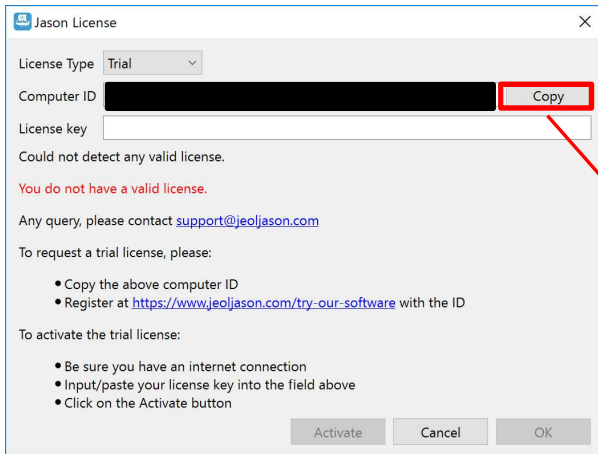 Jason License
License Type Trial
Computer ID Copy
License key
Could not detect any valid license.
You do not have a valid license.
Any query, please contact support@jeoljason.com
To request a trial license, please:
● Copy the above computer ID
● Register at https://www.jeoljason.com/try-our-software with the ID
To activate the trial license:
● Be sure you have an internet connection
● Input/paste your license key into the field above
● Click on the Activate button
Activate Cancel OK